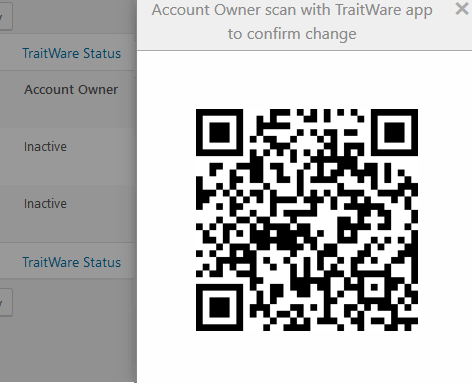 Account Owner scan with TraitWare app
to confirm change
TraitWare Status
Account Owner
Inactive
Inactive
TraitWare Status